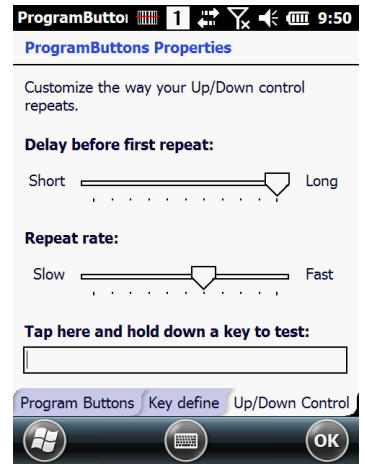 ProgramButto 1 9:50
ProgramButtons Properties
Customize the way your Up/Down control
repeats.
Delay before first repeat:
Short Long
Repeat rate:
Slow Fast
Tap here and hold down a key to test:
Program Buttons Key define Up/Down Control
OK